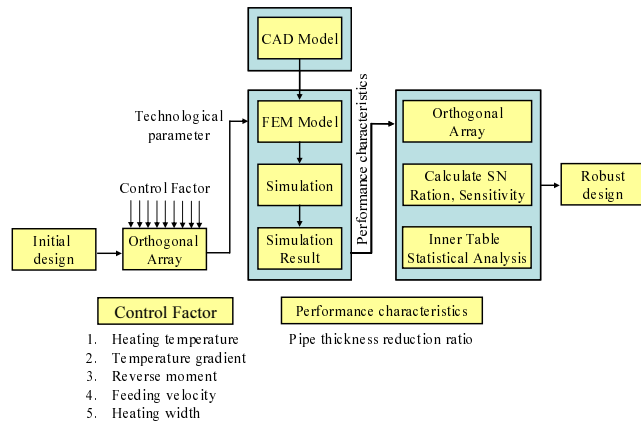 CAD Model
Technological
parameter
FEM Model
Performance characteristics
Orthogonal
Array
Control Factor
Simulation
Calculate SN
Ration, Sensitivity
Robust
design
Initial
design
Orthogonal
Array
Simulation
Result
Inner Table
Statistical Analysis
Control Factor
Performance characteristics
1. Heating temperature
2. Temperature gradient
3. Reverse moment
4. Feeding velocity
5. Heating width
Pipe thickness reduction ratio